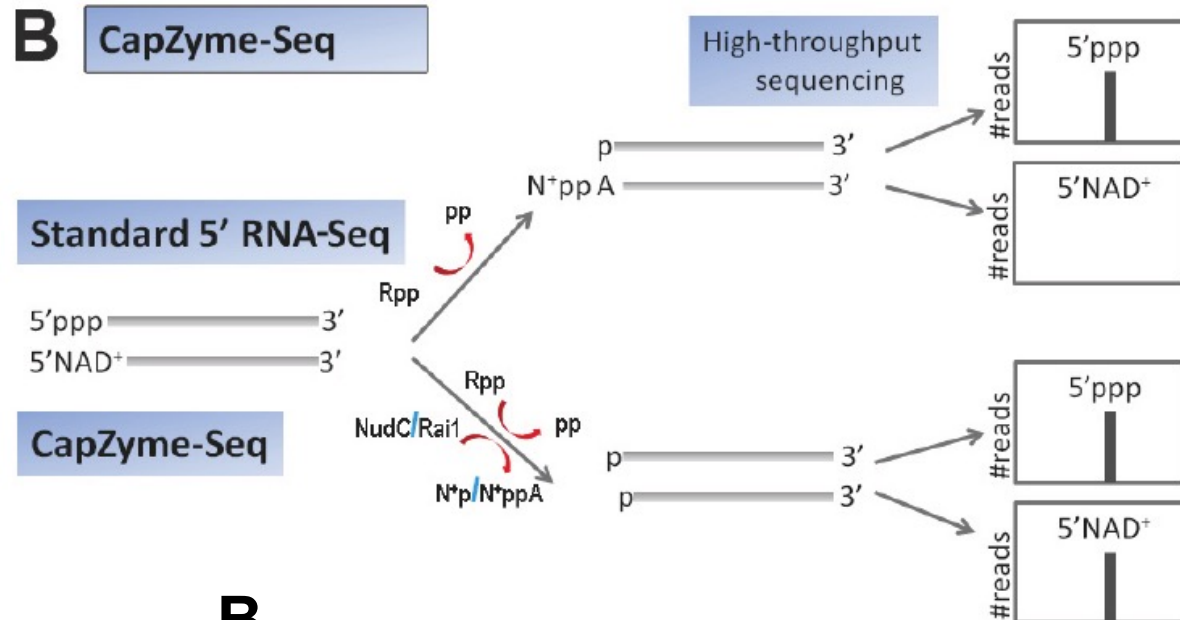 B
CapZyme-Seq
High-throughput
sequencing
5'ppp
#reads
p 3'
N⁺pp A 3'
5'NAD⁺
#reads
Standard 5' RNA-Seq
pp
Rpp
5'ppp 3'
5'NAD⁺ 3'
CapZyme-Seq
Rpp
NudC/Rai1
pp
N⁺p/N⁺ppA
p 3'
p 3'
5'ppp
#reads
5'NAD⁺
#reads
B